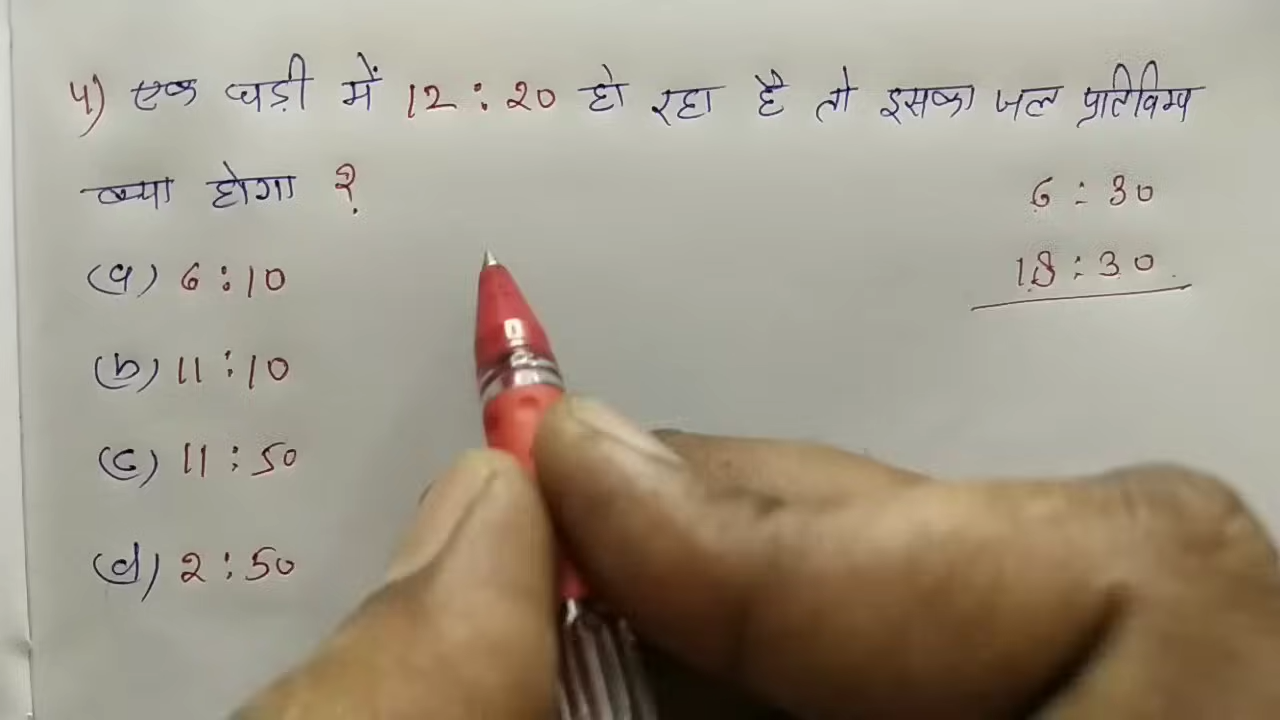 ५) एक घड़ी में 12:20 हो रहा है तो इसका जल प्रतिविम्प
क्या होगा ?
6:30
18:30
(a) 6:10
(b) 11:10
(c) 11:50
(d) 2:50